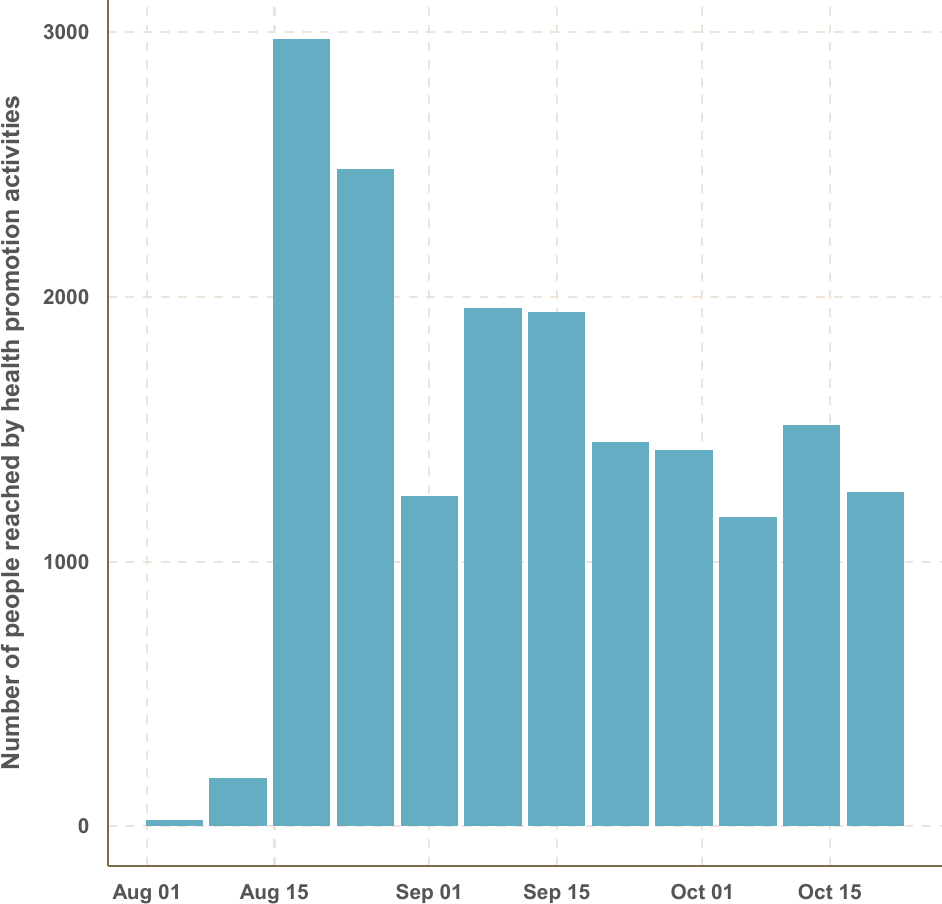 Number of people reached by health promotion activities
3000
2000
1000
0
Aug 01 Aug 15 Sep 01 Sep 15 Oct 01 Oct 15